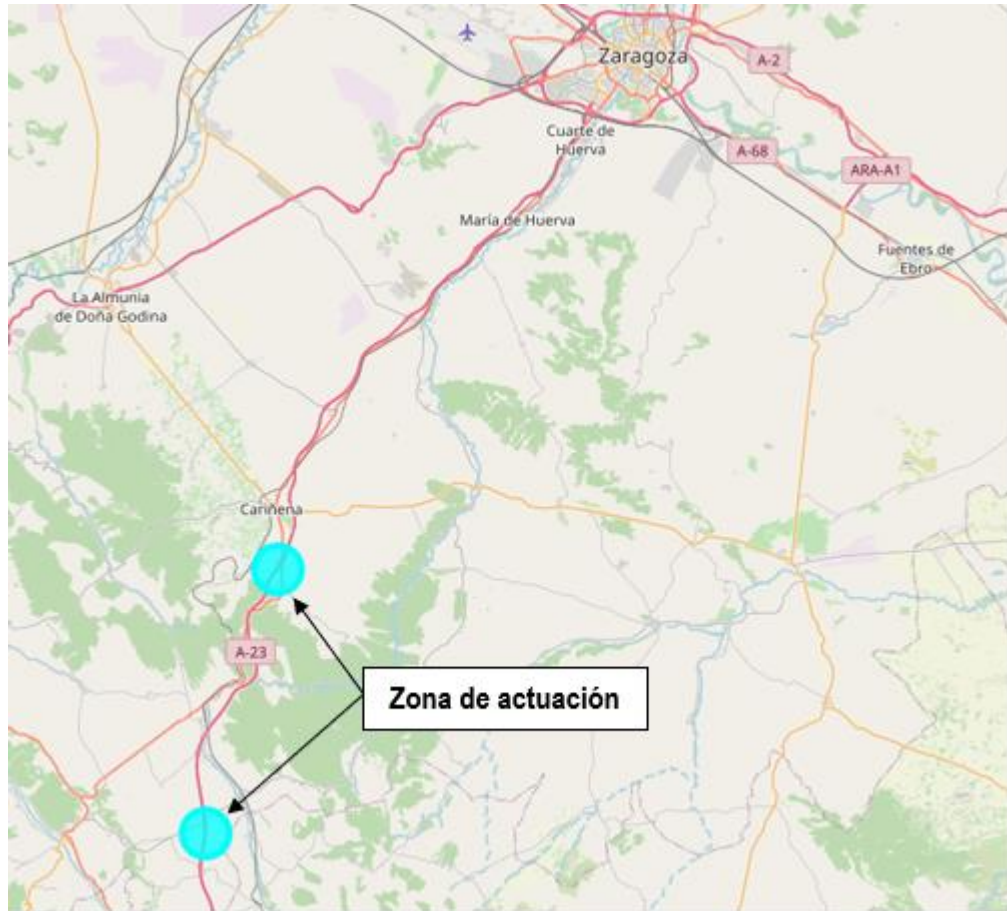 Zaragoza
A-2
Cuarte de
Huerva
A-68
ARA-A1
María de Huerva
Fuentes de
Ebro
La Almunia
de Doña Godina
Cariñena
A-23
Zona de actuación